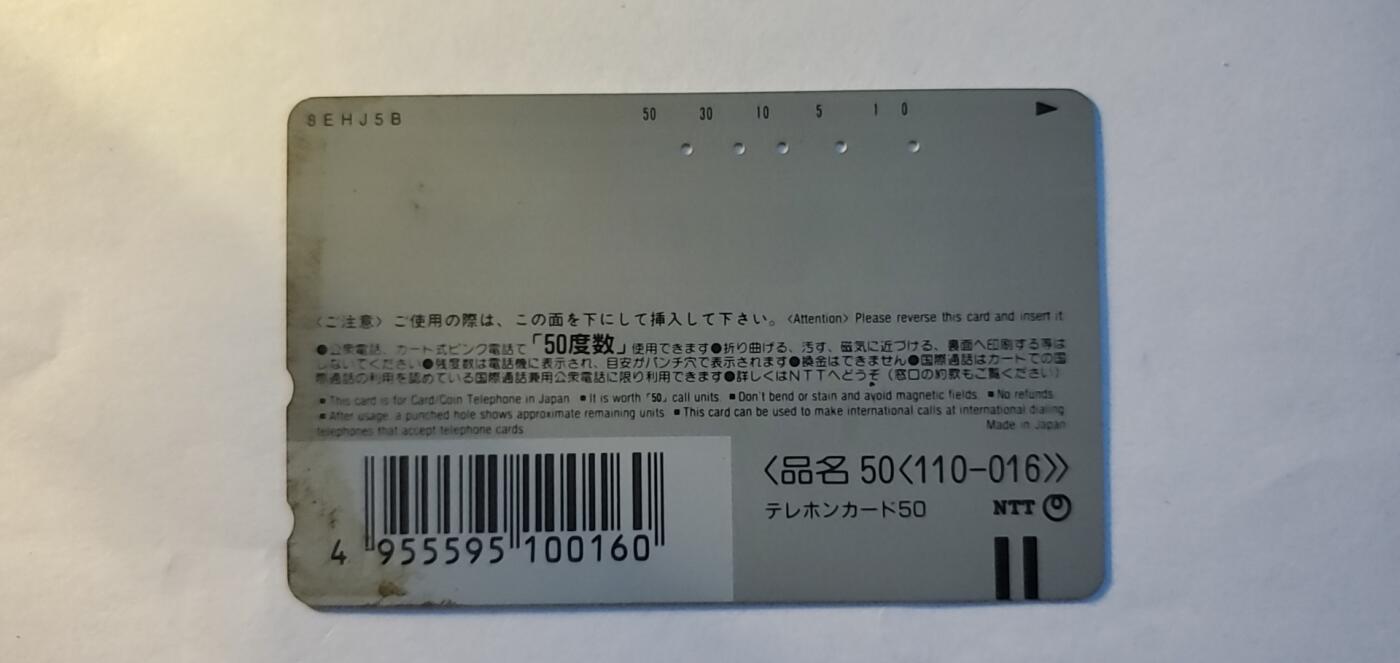 8EHJ5B 50 30 10 5 1 0
〈ご注意〉ご使用の際は、この面を下にして挿入して下さい。〈Attention〉Please reverse this card and insert it
●公衆電話、カード式ピンク電話で「50度数」使用できます●折り曲げる、汚す、磁気に近づける、裏面へ印刷する等は
しないでください●残度数は電話機に表示され、目安がパンチ穴で表示されます●換金はできません●国際通話はカードでの国
際通話の利用を認めている国際通話兼用公衆電話に限り利用できます●詳しくはNTTへどうぞ（窓口の約款もご覧ください）
■This card is for Card/Coin Telephone in Japan ■It is worth「50」call units. ■Don't bend or stain and avoid magnetic fields. ■No refunds.
■After usage, a punched hole shows approximate remaining units. ■This card can be used to make international calls at international dialing
telephones that accept telephone cards.
Made in Japan
〈品名 50〈110-016〉〉
テレホンカード50
NTT
4 955595 100160